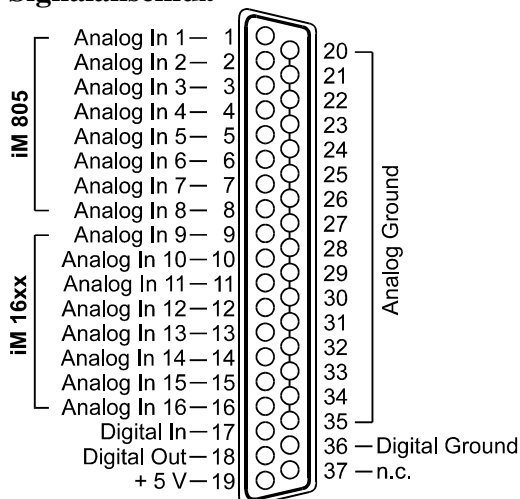 Analog In 1 – 1
Analog In 2 – 2
Analog In 3 – 3
Analog In 4 – 4
Analog In 5 – 5
Analog In 6 – 6
Analog In 7 – 7
Analog In 8 – 8
Analog In 9 – 9
Analog In 10 – 10
Analog In 11 – 11
Analog In 12 – 12
Analog In 13 – 13
Analog In 14 – 14
Analog In 15 – 15
Analog In 16 – 16
Digital In – 17
Digital Out – 18
+ 5 V – 19
iM 805
iM 16xx
20
21
22
23
24
25
26
27
28
29
30
31
32
33
34
35
36 – Digital Ground
37 – n.c.
Analog Ground